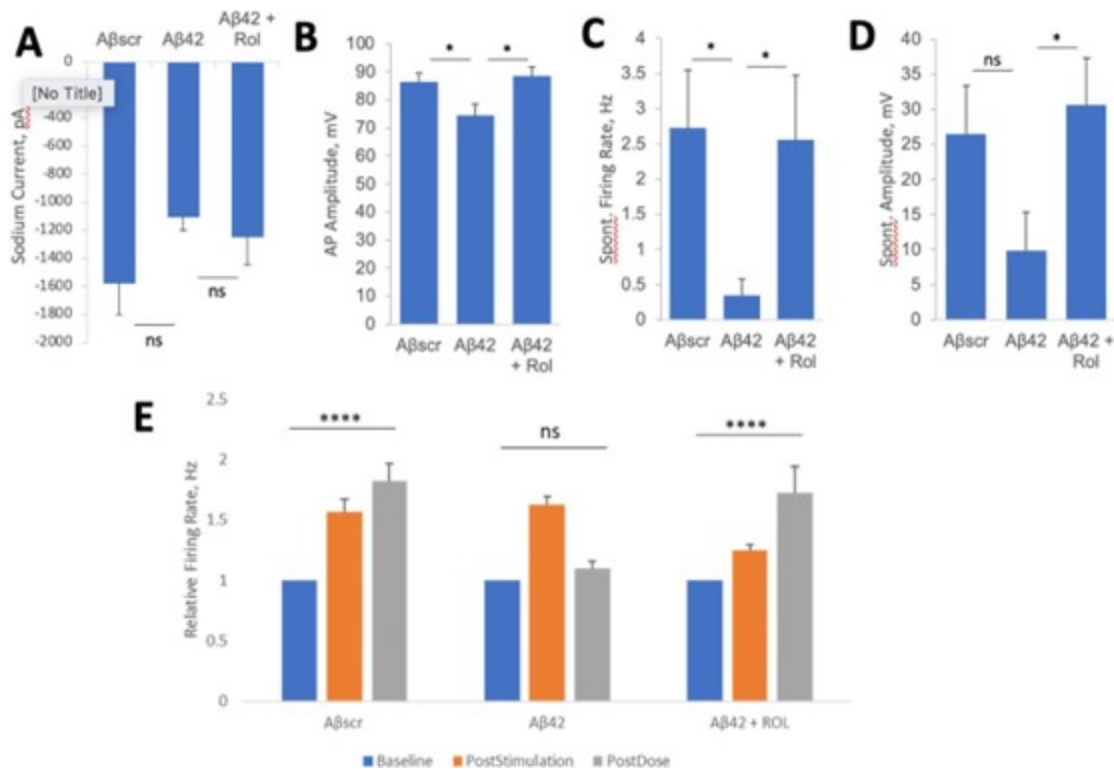 A
Aβscr Aβ42 Aβ42 +
Rol
0
[No Title]
-400
-600
-800
-1000
-1200
-1400
-1600
-1800
-2000
Sodium Current, pA
ns
ns
B
* *
100
90
80
70
60
50
40
30
20
10
0
AP Amplitude, mV
Aβscr Aβ42 Aβ42
+ Rol
C
* *
4
3.5
3
2.5
2
1.5
1
0.5
0
Spont. Firing Rate, Hz
Aβscr Aβ42 Aβ42
+ Rol
D
ns *
40
35
30
25
20
15
10
5
0
Spont. Amplitude, mV
Aβscr Aβ42 Aβ42 +
Rol
E
**** ns ****
2.5
2
1.5
1
0.5
0
Relative Firing Rate, Hz
Aβscr Aβ42 Aβ42 + ROL
Baseline PostStimulation PostDose